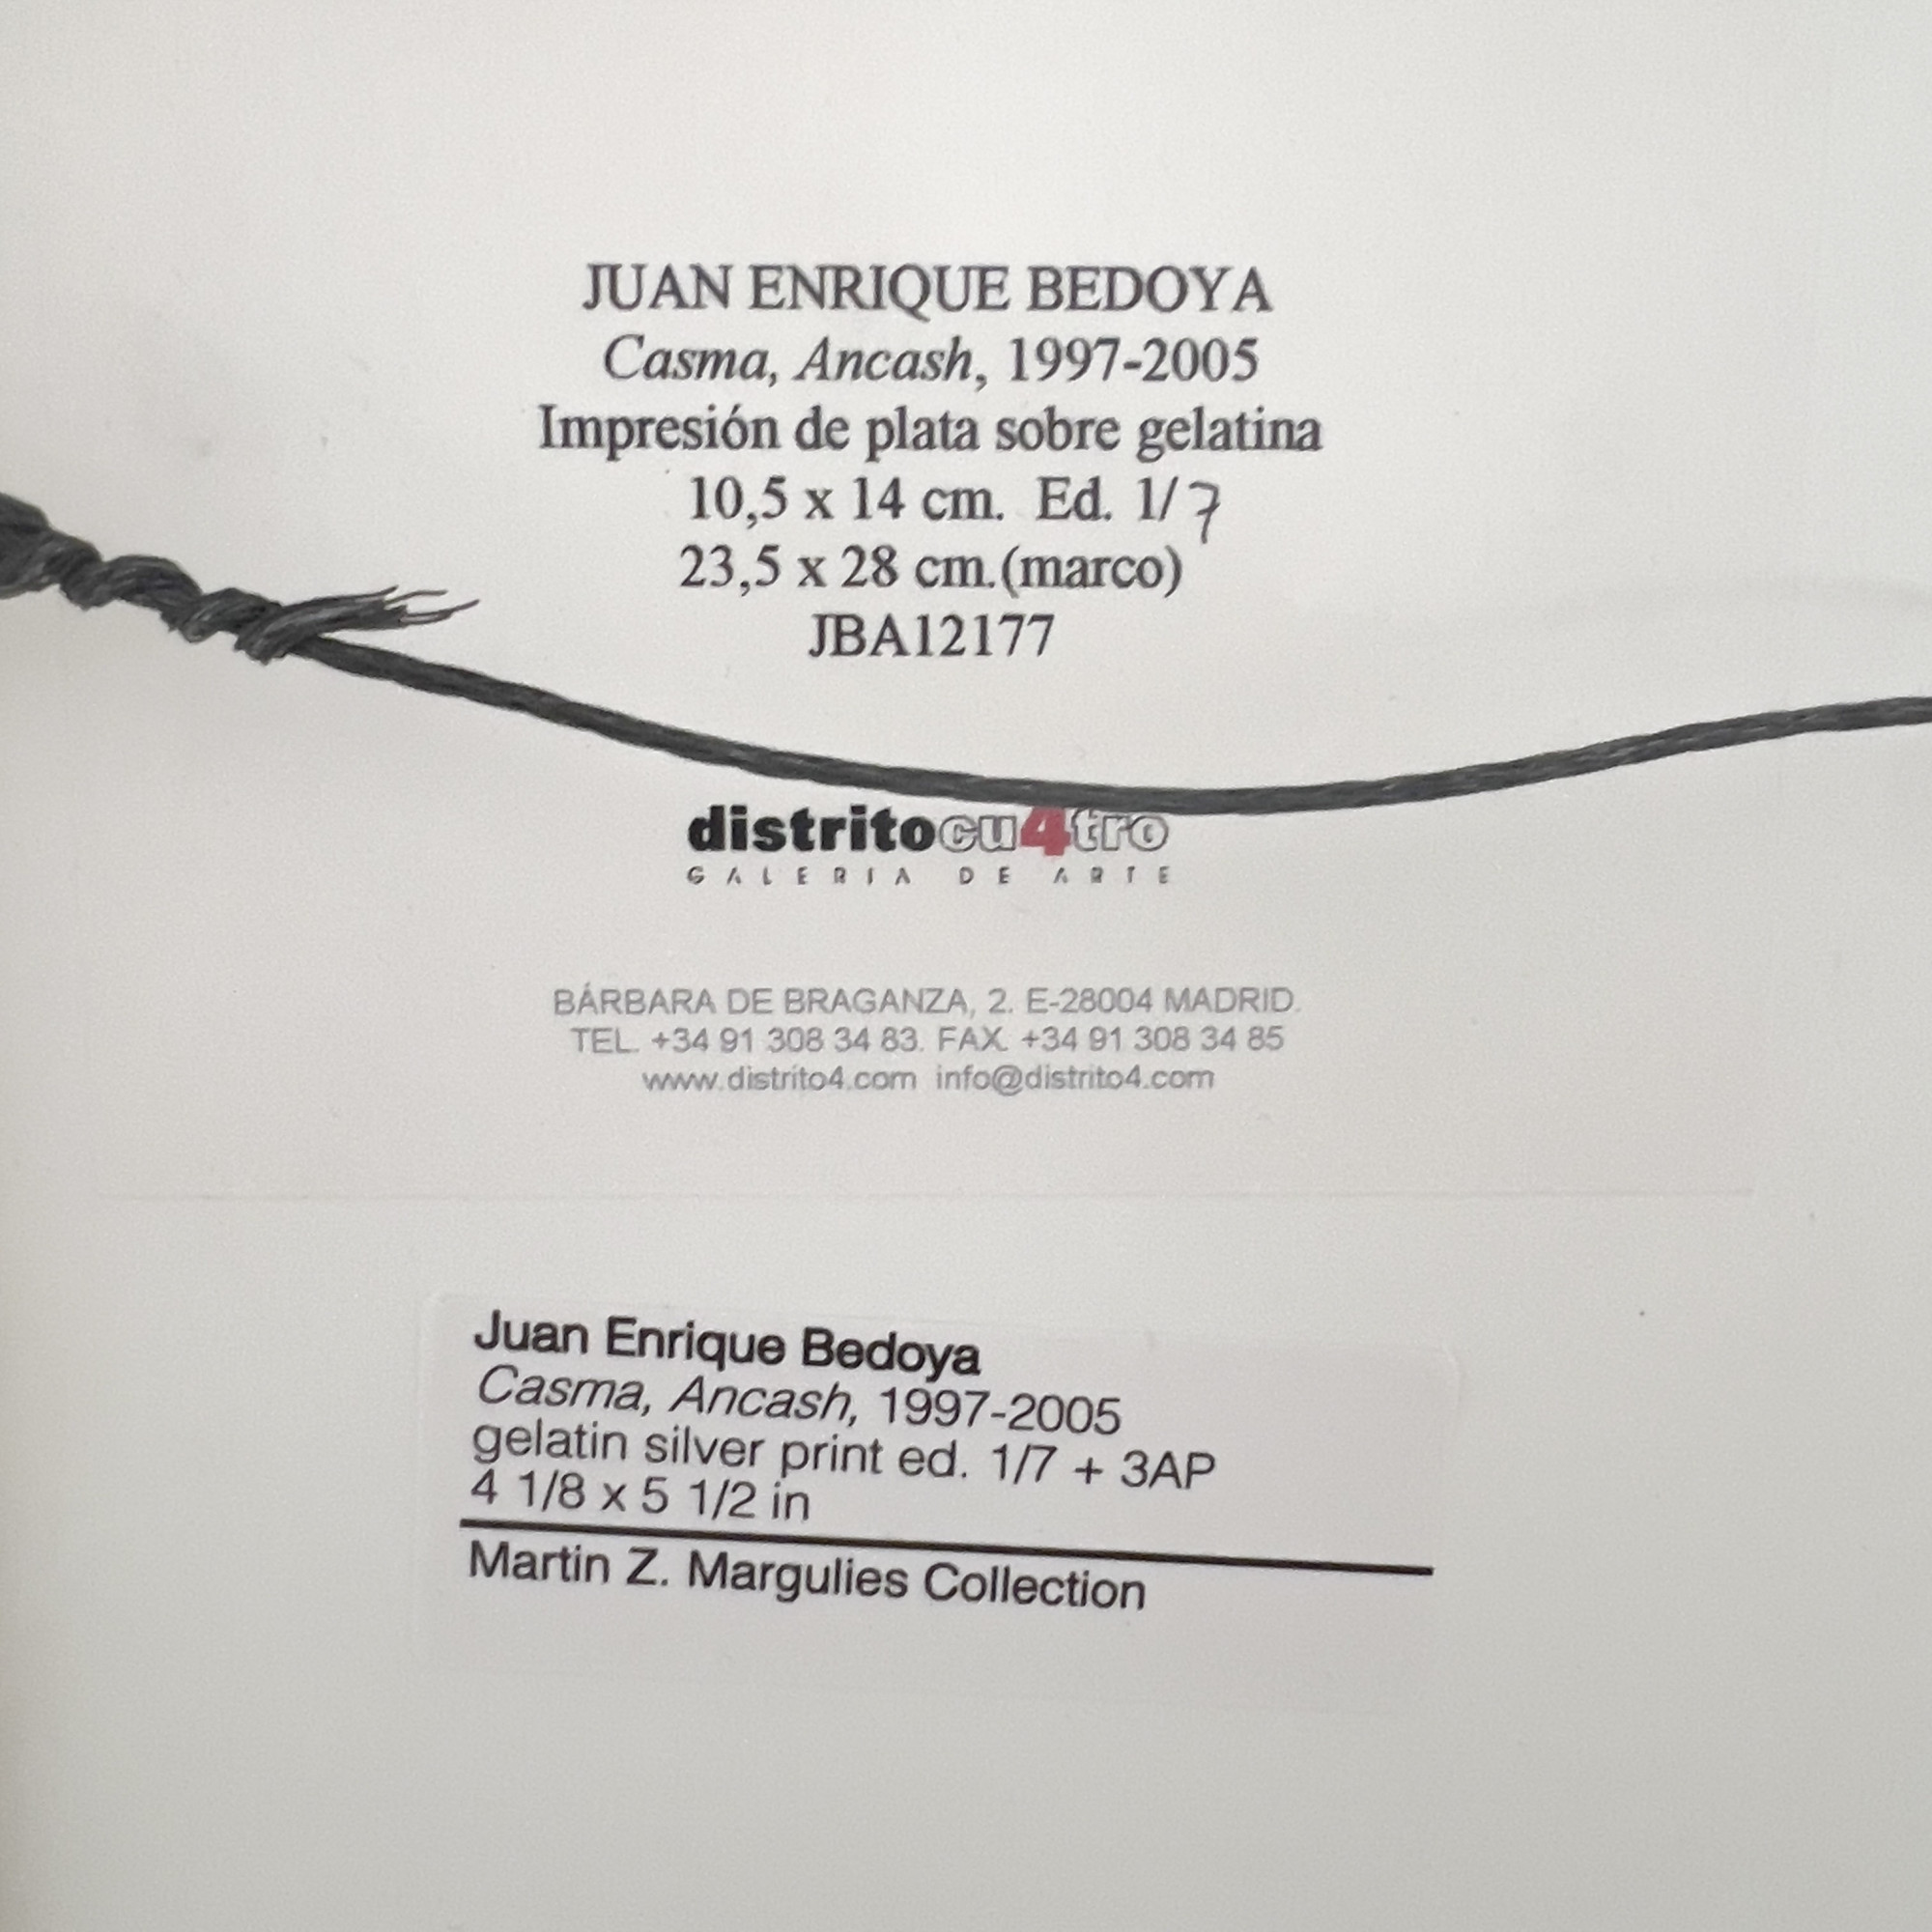 JUAN ENRIQUE BEDOYA
Casma, Ancash, 1997-2005
Impresión de plata sobre gelatina
10,5 x 14 cm. Ed. 1/7
23,5 x 28 cm.(marco)
JBA12177
distritocu4tro
GALERIA DE ARTE
BÁRBARA DE BRAGANZA, 2. E-28004 MADRID.
TEL. +34 91 308 34 83. FAX. +34 91 308 34 85
www.distrito4.com info@distrito4.com
Juan Enrique Bedoya
Casma, Ancash, 1997-2005
gelatin silver print ed. 1/7 + 3AP
4 1/8 x 5 1/2 in
Martin Z. Margulies Collection